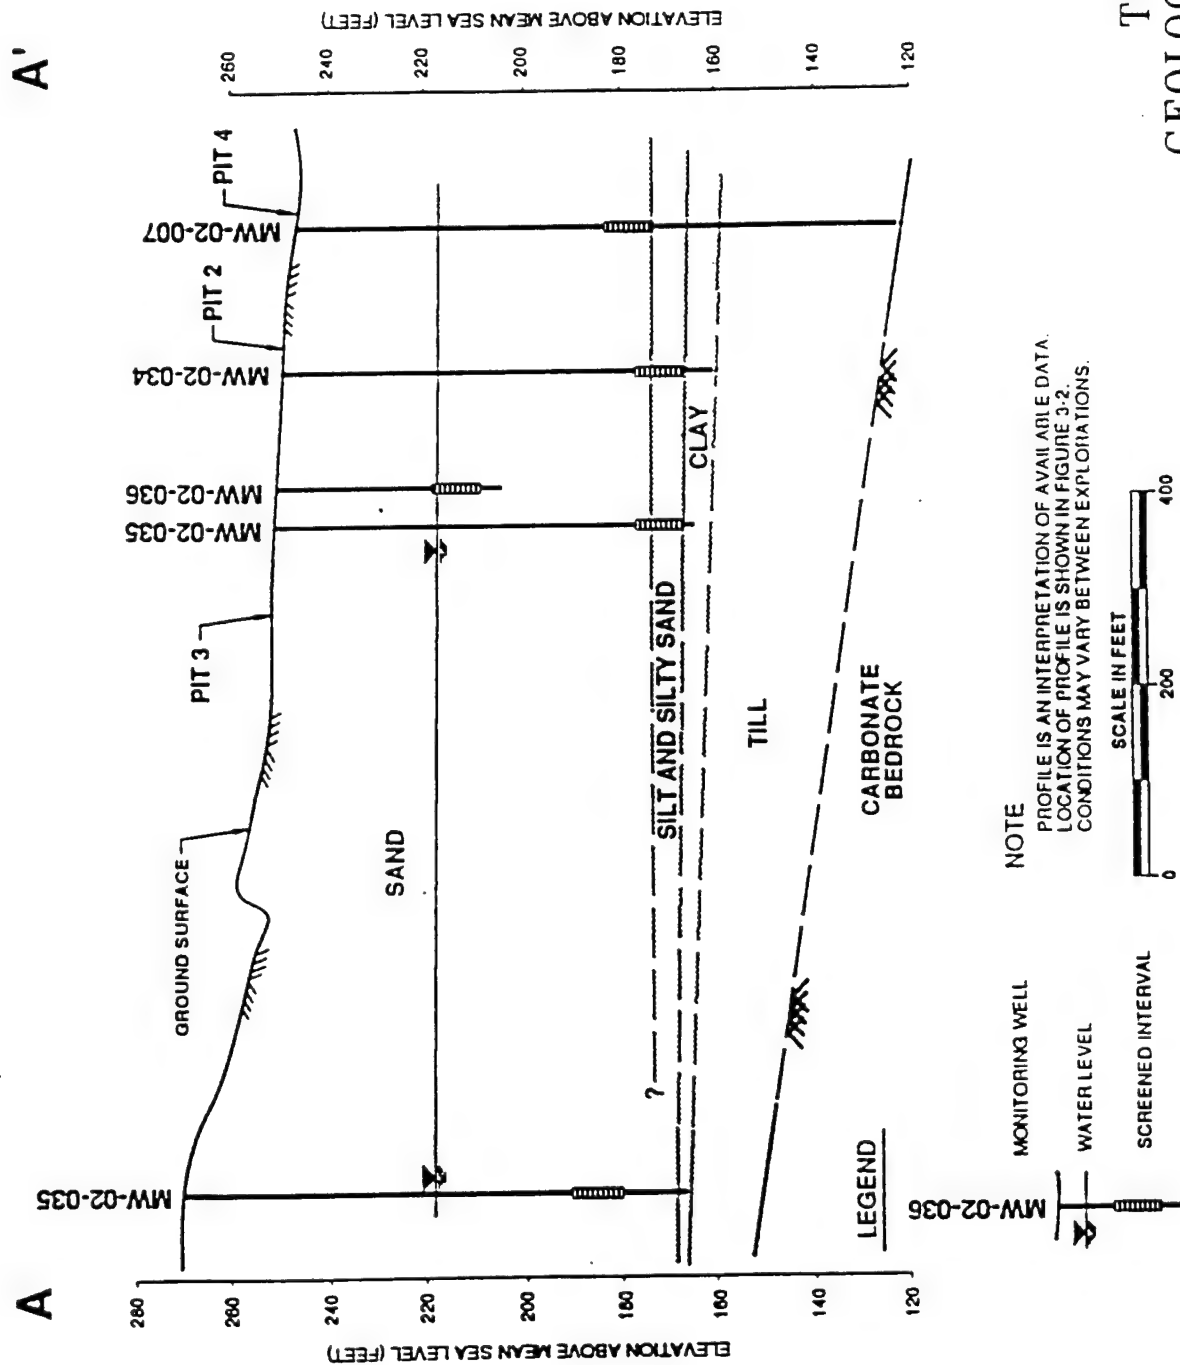 A
A'
ELEVATION ABOVE MEAN SEA LEVEL (FEET)
280
260
240
220
200
180
160
140
120
ELEVATION ABOVE MEAN SEA LEVEL (FEET)
260
240
220
200
180
160
140
120
MW-02-035
GROUND SURFACE
PIT 3
MW-02-035
MW-02-036
MW-02-034
PIT 2
MW-02-007
PIT 4
SAND
?
SILT AND SILTY SAND
CLAY
TILL
CARBONATE
BEDROCK
LEGEND
MW-02-036
MONITORING WELL
WATER LEVEL
SCREENED INTERVAL
NOTE
PROFILE IS AN INTERPRETATION OF AVAILABLE DATA.
LOCATION OF PROFILE IS SHOWN IN FIGURE 3-2.
CONDITIONS MAY VARY BETWEEN EXPLORATIONS.
SCALE IN FEET
0
200
400